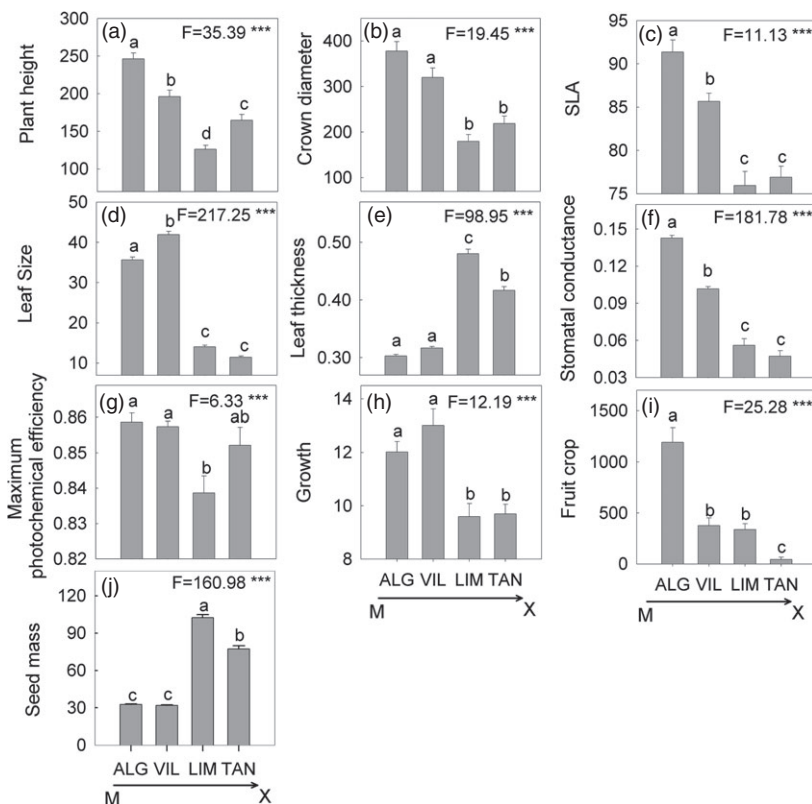 (a) F=35.39 ***
Plant height
300
250
200
150
100
a b d c
(b) F=19.45 ***
Crown diameter
400
300
200
100
a a b b
(c) F=11.13 ***
SLA
95
90
85
80
75
a b c c
(d) F=217.25 ***
Leaf Size
50
40
30
20
10
a b c c
(e) F=98.95 ***
Leaf thickness
0.50
0.40
0.30
a a c b
(f) F=181.78 ***
Stomatal conductance
0.15
0.12
0.09
0.06
0.03
a b c c
(g) F=6.33 ***
Maximum
photochemical efficiency
0.86
0.85
0.84
0.83
0.82
a a b ab
(h) F=12.19 ***
Growth
14
12
10
8
a a b b
ALG VIL LIM TAN
M X
(i) F=25.28 ***
Fruit crop
1500
1000
500
0
a b b c
ALG VIL LIM TAN
M X
(j) F=160.98 ***
Seed mass
120
90
60
30
0
c c a b
ALG VIL LIM TAN
M X